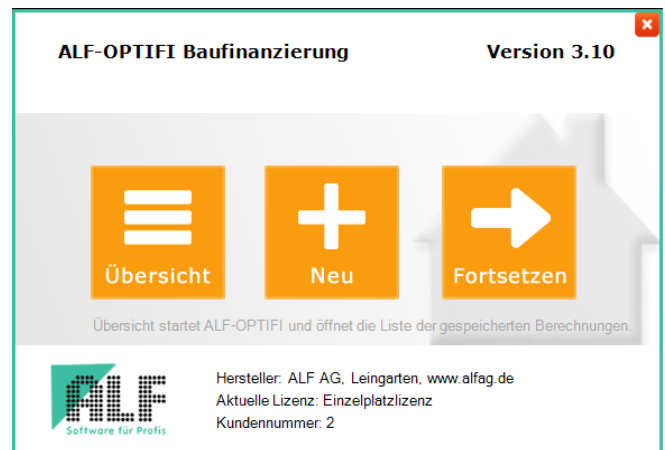 ALF-OPTIFI Baufinanzierung Version 3.10
Übersicht Neu Fortsetzen
Übersicht startet ALF-OPTIFI und öffnet die Liste der gespeicherten Berechnungen.
ALF
Software für Profis
Hersteller: ALF AG, Leingarten, www.alfag.de
Aktuelle Lizenz: Einzelplatzlizenz
Kundennummer: 2